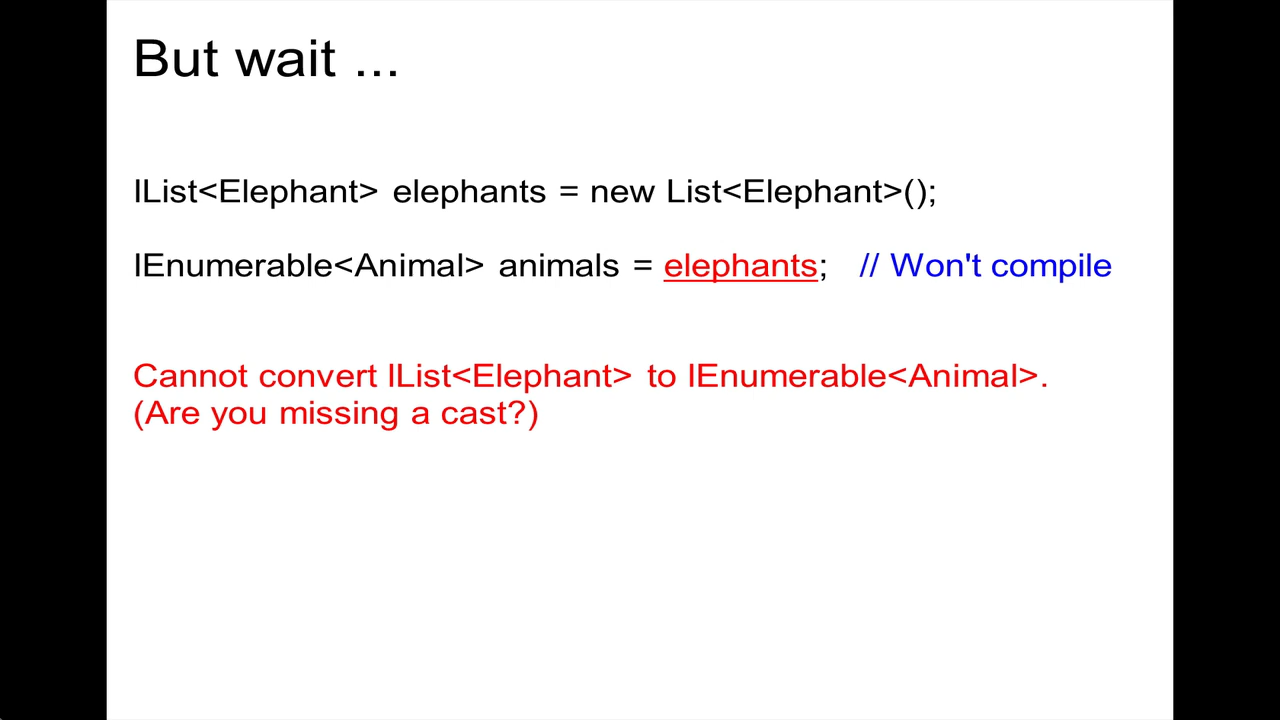 But wait ...
IList<Elephant> elephants = new List<Elephant>();
IEnumerable<Animal> animals = elephants; // Won't compile
Cannot convert IList<Elephant> to IEnumerable<Animal>.
(Are you missing a cast?)